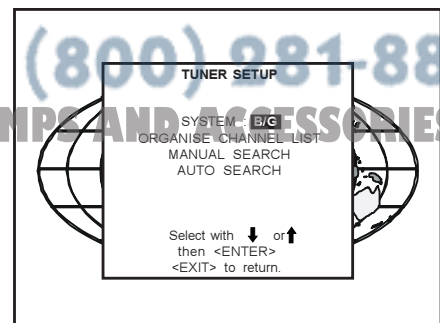 (800) 281-88
TUNER SETUP
SYSTEM : B/G
MPS AND ACCESSORIES
ORGANISE CHANNEL LIST
MANUAL SEARCH
AUTO SEARCH
Select with ↓ or ↑
then <ENTER>
<EXIT> to return.